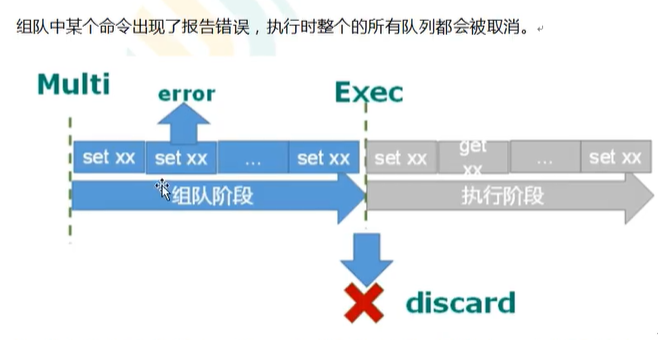 组队中某个命令出现了报告错误，执行时整个的所有队列都会被取消。
Multi
error
Exec
set xx
set xx
...
set xx
set xx
get xx
...
set xx
组队阶段
执行阶段
discard